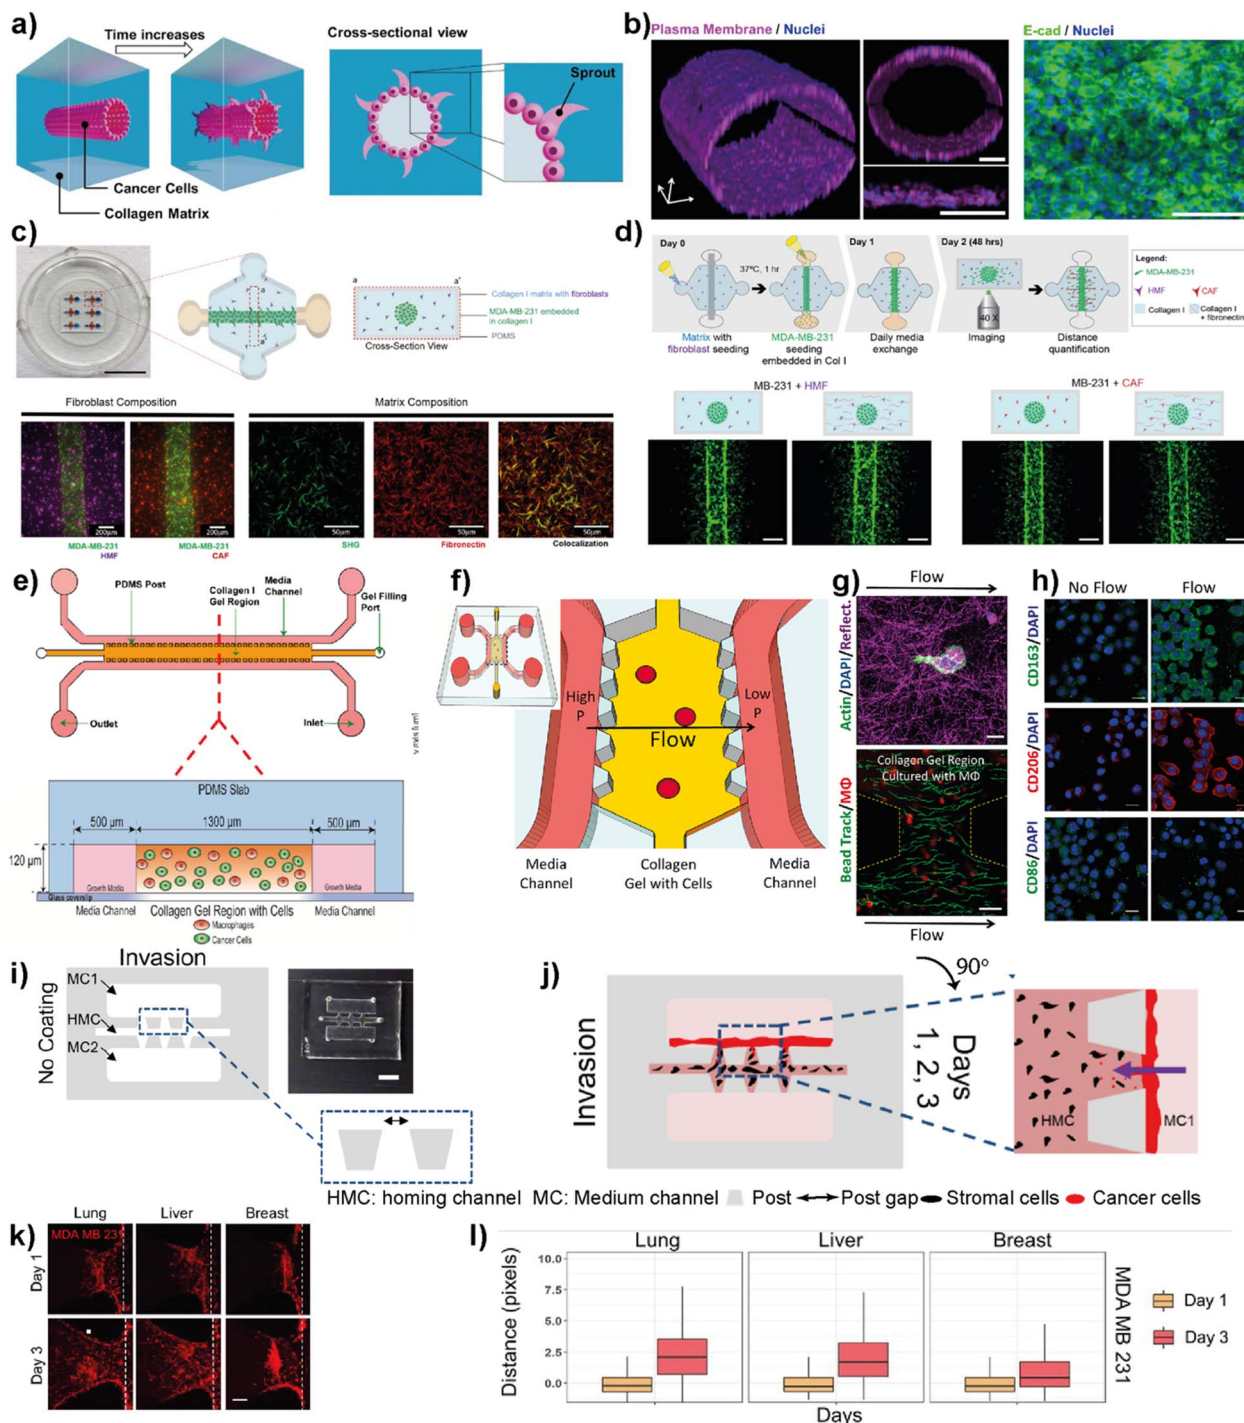 a)
Time increases
Cross-sectional view
Sprout
Cancer Cells
Collagen Matrix
b)
Plasma Membrane / Nuclei
E-cad / Nuclei
c)
a
a'
a
a'
Collagen I matrix with fibroblasts
MDA-MB-231 embedded
in collagen I
PDMS
Cross-Section View
Fibroblast Composition
Matrix Composition
200µm
200µm
50µm
50µm
50µm
MDA-MB-231
HMF
MDA-MB-231
CAF
SHG
Fibronectin
Colocalization
d)
Day 0
Day 1
Day 2 (48 hrs)
37ºC, 1 hr
40 X
Matrix with
fibroblast seeding
MDA-MB-231
seeding
embedded in Col I
Daily media
exchange
Imaging
Distance
quantification
Legend:
MDA-MB-231
HMF
CAF
Collagen I
Collagen I
+ fibronectin
MB-231 + HMF
MB-231 + CAF
e)
PDMS Post
Collagen I
Gel Region
Media
Channel
Gel Filling
Port
Outlet
Inlet
PDMS Slab
500 µm
1300 µm
500 µm
120 µm
Growth Media
Growth Media
Glass coverslip
Media Channel
Collagen Gel Region with Cells
Media Channel
Macrophages
Cancer Cells
f)
High
P
Low
P
Flow
Media
Channel
Collagen
Gel with Cells
Media
Channel
g)
Flow
Actin/DAPI/Reflect.
Collagen Gel Region
Cultured with MΦ
Bead Track/MΦ
Flow
h)
No Flow
Flow
CD163/DAPI
CD206/DAPI
CD86/DAPI
i)
Invasion
No Coating
MC1
HMC
MC2
j)
Invasion
90°
Days
1, 2, 3
HMC
MC1
HMC: homing channel MC: Medium channel Post Post gap Stromal cells Cancer cells
k)
Lung
Liver
Breast
MDA MB 231
Day 1
Day 3
l)
Lung
Liver
Breast
Distance (pixels)
10.0
7.5
5.0
2.5
0.0
Days
MDA MB 231
Day 1
Day 3